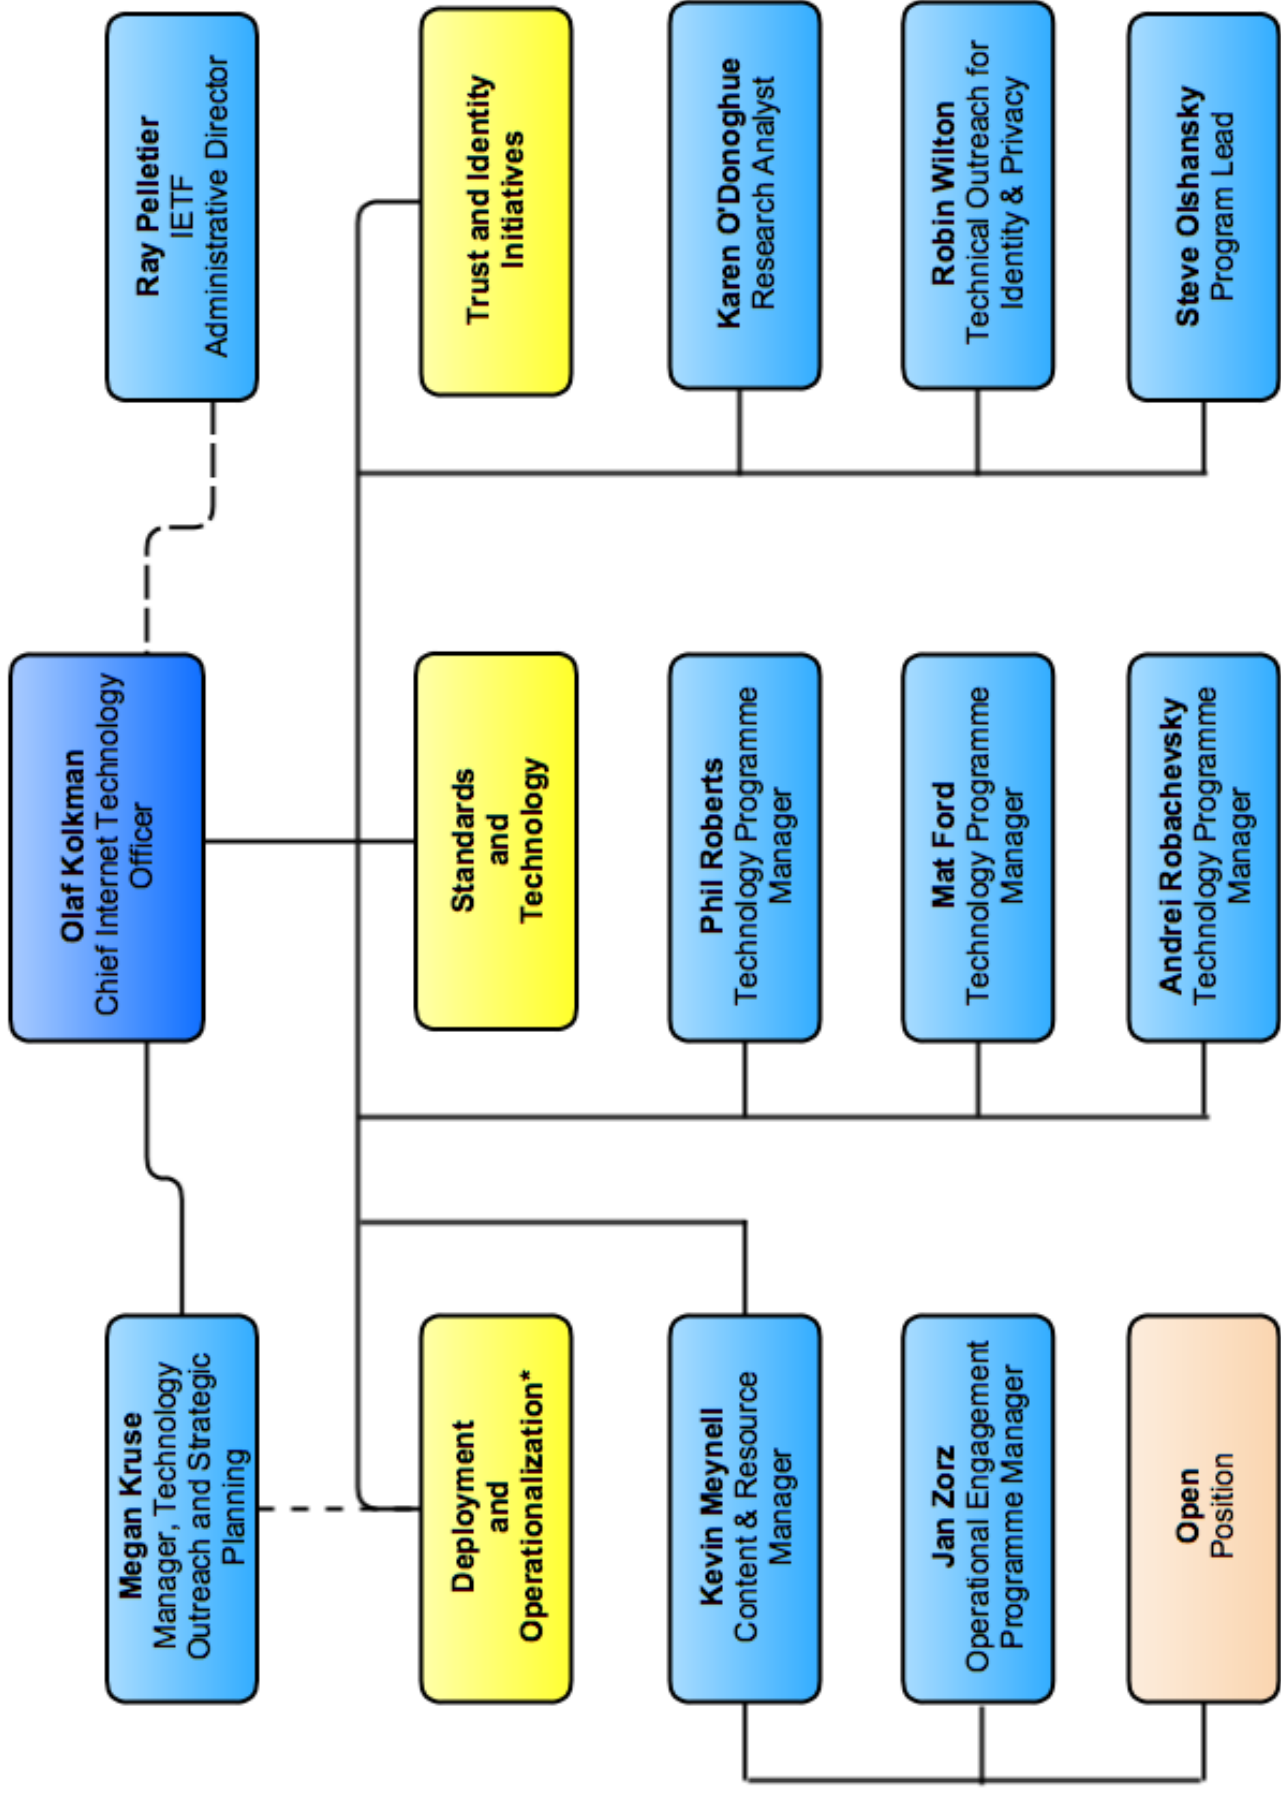 Olaf Kolkman
Chief Internet Technology
Officer
Megan Kruse
Manager, Technology
Outreach and Strategic
Planning
Ray Pelletier
IETF
Administrative Director
Deployment
and
Operationalization*
Standards
and
Technology
Trust and Identity
Initiatives
Kevin Meynell
Content & Resource
Manager
Phil Roberts
Technology Programme
Manager
Karen O'Donoghue
Research Analyst
Jan Zorz
Operational Engagement
Programme Manager
Mat Ford
Technology Programme
Manager
Robin Wilton
Technical Outreach for
Identity & Privacy
Open
Position
Andrei Robachevsky
Technology Programme
Manager
Steve Olshansky
Program Lead